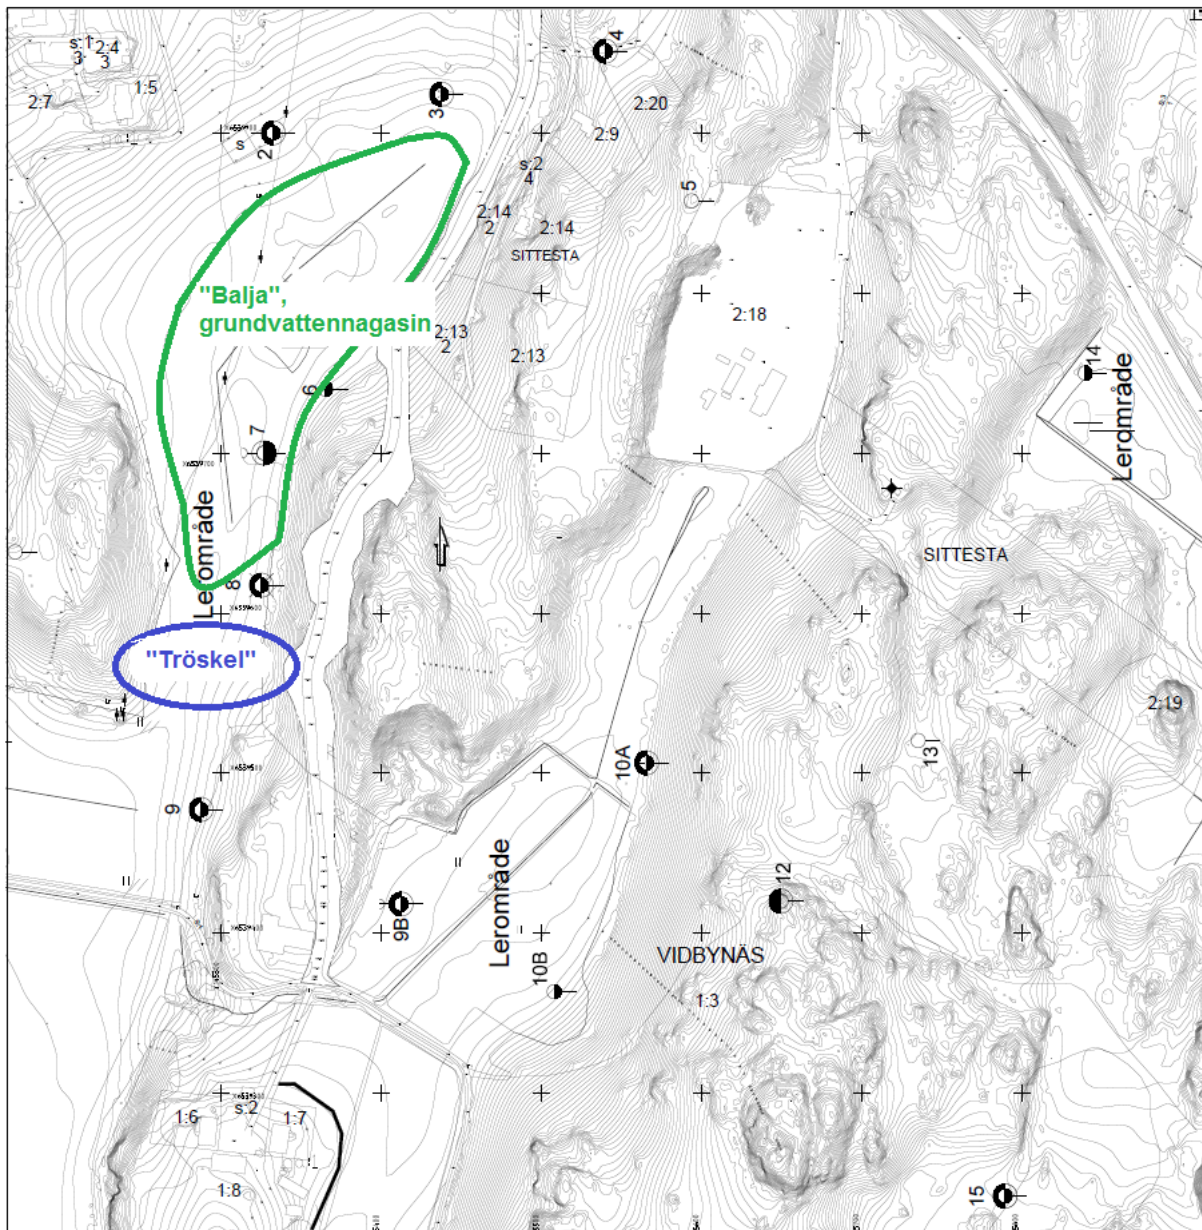 s:1
2:4
3
3
1:5
2:7
2
s
3
4
2:20
2:9
s:2
4
2:14
2
2:14
SITTESTA
5
"Balja",
grundvattennagasin
2:13
2
2:13
2:18
6
7
14
Lerområde
Lerområde
8
SITTESTA
"Tröskel"
2:19
13
10A
9
12
9B
Lerområde
10B
VIDBYNÄS
1:3
1:6
s:2
1:7
1:8
15